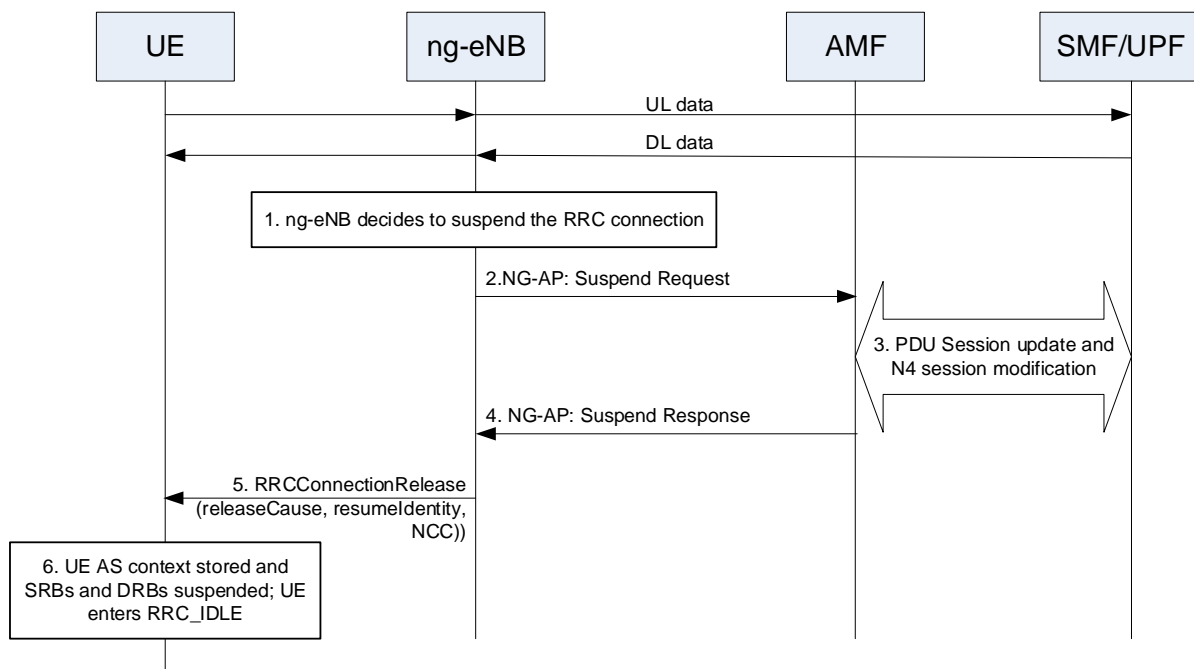 UE
ng-eNB
AMF
SMF/UPF
UL data
DL data
1. ng-eNB decides to suspend the RRC connection
2.NG-AP: Suspend Request
3. PDU Session update and
N4 session modification
4. NG-AP: Suspend Response
5. RRCConnectionRelease
(releaseCause, resumeIdentity,
NCC))
6. UE AS context stored and
SRBs and DRBs suspended; UE
enters RRC_IDLE